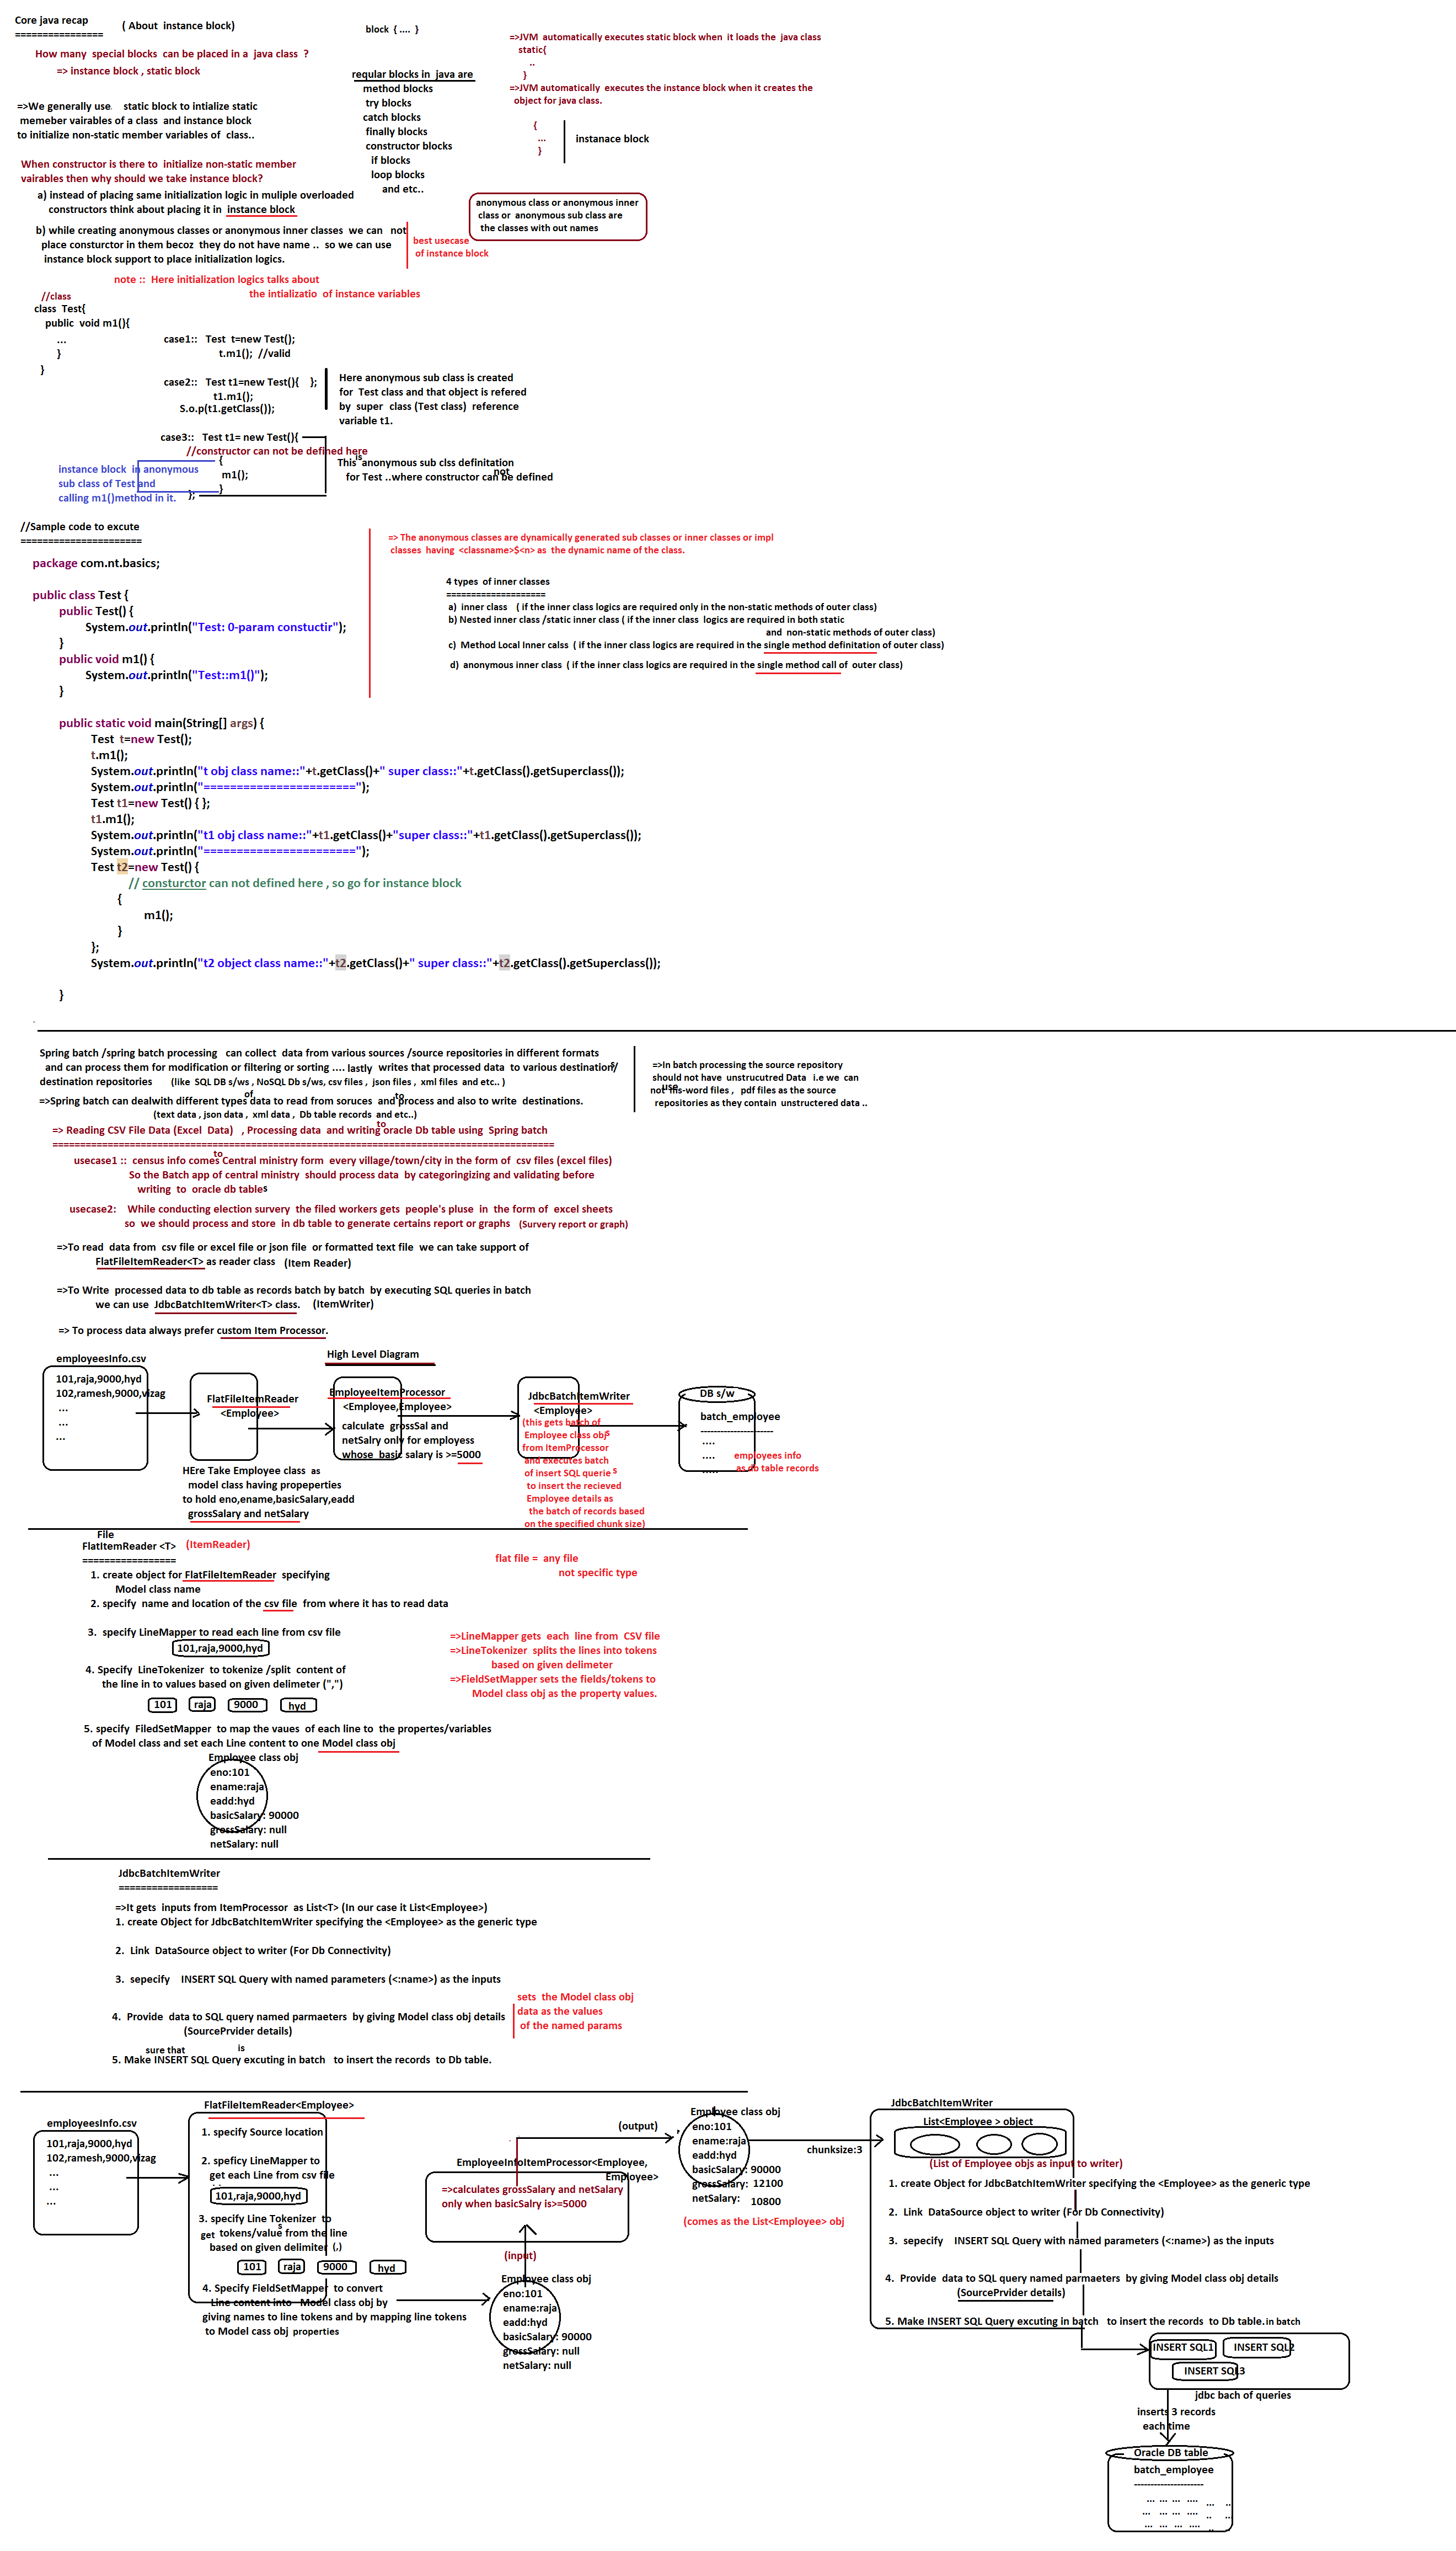 Core java recap
( About instance block)
================
How many special blocks can be placed in a java class ?
=> instance block , static block
block { .... }
=>JVM automatically executes static block when it loads the java class
static{
..
}
=>JVM automatically executes the instance block when it creates the
object for java class.
{
...
}
instanace block
regular blocks in java are
method blocks
try blocks
catch blocks
finally blocks
constructor blocks
if blocks
loop blocks
and etc..
=>We generally use static block to intialize static
memeber vairables of a class and instance block
to initialize non-static member variables of class..
When constructor is there to initialize non-static member
vairables then why should we take instance block?
a) instead of placing same initialization logic in muliple overloaded
constructors think about placing it in instance block
b) while creating anonymous classes or anonymous inner classes we can not
place consturctor in them becoz they do not have name .. so we can use
instance block support to place initialization logics.
best usecase
of instance block
anonymous class or anonymous inner
class or anonymous sub class are
the classes with out names
note :: Here initialization logics talks about
the intializatio of instance variables
//class
class Test{
public void m1(){
...
}
}
case1:: Test t=new Test();
t.m1(); //valid
case2:: Test t1=new Test(){ };
t1.m1();
S.o.p(t1.getClass());
Here anonymous sub class is created
for Test class and that object is refered
by super class (Test class) reference
variable t1.
case3:: Test t1= new Test(){
//constructor can not be defined here
{
m1();
}
};
is
This anonymous sub clss definitation
not
for Test ..where constructor can be defined
instance block in anonymous
sub class of Test and
calling m1()method in it.
//Sample code to excute
======================
package com.nt.basics;
public class Test {
public Test() {
System.out.println("Test: 0-param constuctir");
}
public void m1() {
System.out.println("Test::m1()");
}
public static void main(String[] args) {
Test t=new Test();
t.m1();
System.out.println("t obj class name::"+t.getClass()+" super class::"+t.getClass().getSuperclass());
System.out.println("=======================");
Test t1=new Test() { };
t1.m1();
System.out.println("t1 obj class name::"+t1.getClass()+"super class::"+t1.getClass().getSuperclass());
System.out.println("=======================");
Test t2=new Test() {
// consturctor can not defined here , so go for instance block
{
m1();
}
};
System.out.println("t2 object class name::"+t2.getClass()+" super class::"+t2.getClass().getSuperclass());
}
=> The anonymous classes are dynamically generated sub classes or inner classes or impl
classes having <classname>$<n> as the dynamic name of the class.
4 types of inner classes
====================
a) inner class ( if the inner class logics are required only in the non-static methods of outer class)
b) Nested inner class /static inner class ( if the inner class logics are required in both static
and non-static methods of outer class)
c) Method Local Inner calss ( if the inner class logics are required in the single method definitation of outer class)
d) anonymous inner class ( if the inner class logics are required in the single method call of outer class)
Spring batch /spring batch processing can collect data from various sources /source repositories in different formats
and can process them for modification or filtering or sorting .... lastly writes that processed data to various destinations/
destination repositories (like SQL DB s/ws , NoSQL Db s/ws, csv files , json files , xml files and etc.. )
of to
=>Spring batch can dealwith different types data to read from soruces and process and also to write destinations.
(text data , json data , xml data , Db table records and etc..)
=>In batch processing the source repository
should not have unstrucutred Data i.e we can
use
not ms-word files , pdf files as the source
repositories as they contain unstructered data ..
to
=> Reading CSV File Data (Excel Data) , Processing data and writing oracle Db table using Spring batch
===========================================================================================
to
usecase1 :: census info comes Central ministry form every village/town/city in the form of csv files (excel files)
So the Batch app of central ministry should process data by categoringizing and validating before
writing to oracle db tables
usecase2: While conducting election survery the filed workers gets people's pluse in the form of excel sheets
so we should process and store in db table to generate certains report or graphs (Survery report or graph)
=>To read data from csv file or excel file or json file or formatted text file we can take support of
FlatFileItemReader<T> as reader class (Item Reader)
=>To Write processed data to db table as records batch by batch by executing SQL queries in batch
we can use JdbcBatchItemWriter<T> class. (ItemWriter)
=> To process data always prefer custom Item Processor.
High Level Diagram
employeesInfo.csv
101,raja,9000,hyd
102,ramesh,9000,vizag
...
...
...
FlatFileItemReader
<Employee>
HEre Take Employee class as
model class having propeperties
to hold eno,ename,basicSalary,eadd
grossSalary and netSalary
EmployeeItemProcessor
<Employee,Employee>
calculate grossSal and
netSalry only for employess
whose basic salary is >=5000
JdbcBatchItemWriter
<Employee>
(this gets batch of
Employee class objs
from ItemProcessor
and executes batch
of insert SQL querie s
to insert the recieved
Employee details as
the batch of records based
on the specified chunk size)
DB s/w
batch_employee
----------------------
....
....
.....
employees info
as db table records
File
FlatItemReader <T> (ItemReader)
=================
1. create object for FlatFileItemReader specifying
Model class name
2. specify name and location of the csv file from where it has to read data
3. specify LineMapper to read each line from csv file
101,raja,9000,hyd
4. Specify LineTokenizer to tokenize /split content of
the line in to values based on given delimeter (",")
101 raja 9000 hyd
5. specify FiledSetMapper to map the vaues of each line to the propertes/variables
of Model class and set each Line content to one Model class obj
flat file = any file
not specific type
=>LineMapper gets each line from CSV file
=>LineTokenizer splits the lines into tokens
based on given delimeter
=>FieldSetMapper sets the fields/tokens to
Model class obj as the property values.
Employee class obj
eno:101
ename:raja
eadd:hyd
basicSalary: 90000
grossSalary: null
netSalary: null
JdbcBatchItemWriter
==================
=>It gets inputs from ItemProcessor as List<T> (In our case it List<Employee>)
1. create Object for JdbcBatchItemWriter specifying the <Employee> as the generic type
2. Link DataSource object to writer (For Db Connectivity)
3. sepecify INSERT SQL Query with named parameters (<:name>) as the inputs
4. Provide data to SQL query named parmaeters by giving Model class obj details
(SourcePrvider details)
sets the Model class obj
data as the values
of the named params
sure that is
5. Make INSERT SQL Query excuting in batch to insert the records to Db table.
employeesInfo.csv
101,raja,9000,hyd
102,ramesh,9000,vizag
...
...
...
FlatFileItemReader<Employee>
1. specify Source location
2. speficy LineMapper to
get each Line from csv file
101,raja,9000,hyd
3. specify Line Tokenizer to
get tokens/values from the line
based on given delimiter (,)
101 raja 9000 hyd
4. Specify FieldSetMapper to convert
Line content into Model class obj by
giving names to line tokens and by mapping line tokens
to Model cass obj properties
EmployeeInfoItemProcessor<Employee,
Employee>
=>calculates grossSalary and netSalary
only when basicSalry is>=5000
(input)
Employee class obj
eno:101
ename:raja
eadd:hyd
basicSalary: 90000
grossSalary: null
netSalary: null
(output)
Employee class obj
eno:101
ename:raja
eadd:hyd
basicSalary: 90000
grossSalary: 12100
netSalary: 10800
(comes as the List<Employee> obj
chunksize:3
JdbcBatchItemWriter
List<Employee > object
(List of Employee objs as input to writer)
1. create Object for JdbcBatchItemWriter specifying the <Employee> as the generic type
2. Link DataSource object to writer (For Db Connectivity)
3. sepecify INSERT SQL Query with named parameters (<:name>) as the inputs
4. Provide data to SQL query named parmaeters by giving Model class obj details
(SourcePrvider details)
5. Make INSERT SQL Query excuting in batch to insert the records to Db table. in batch
INSERT SQL1 INSERT SQL2
INSERT SQL3
jdbc bach of queries
inserts 3 records
each time
Oracle DB table
batch_employee
---------------------
... ... ... .... ... ..
... ... ... .... .. ..
... ... ... .... ..